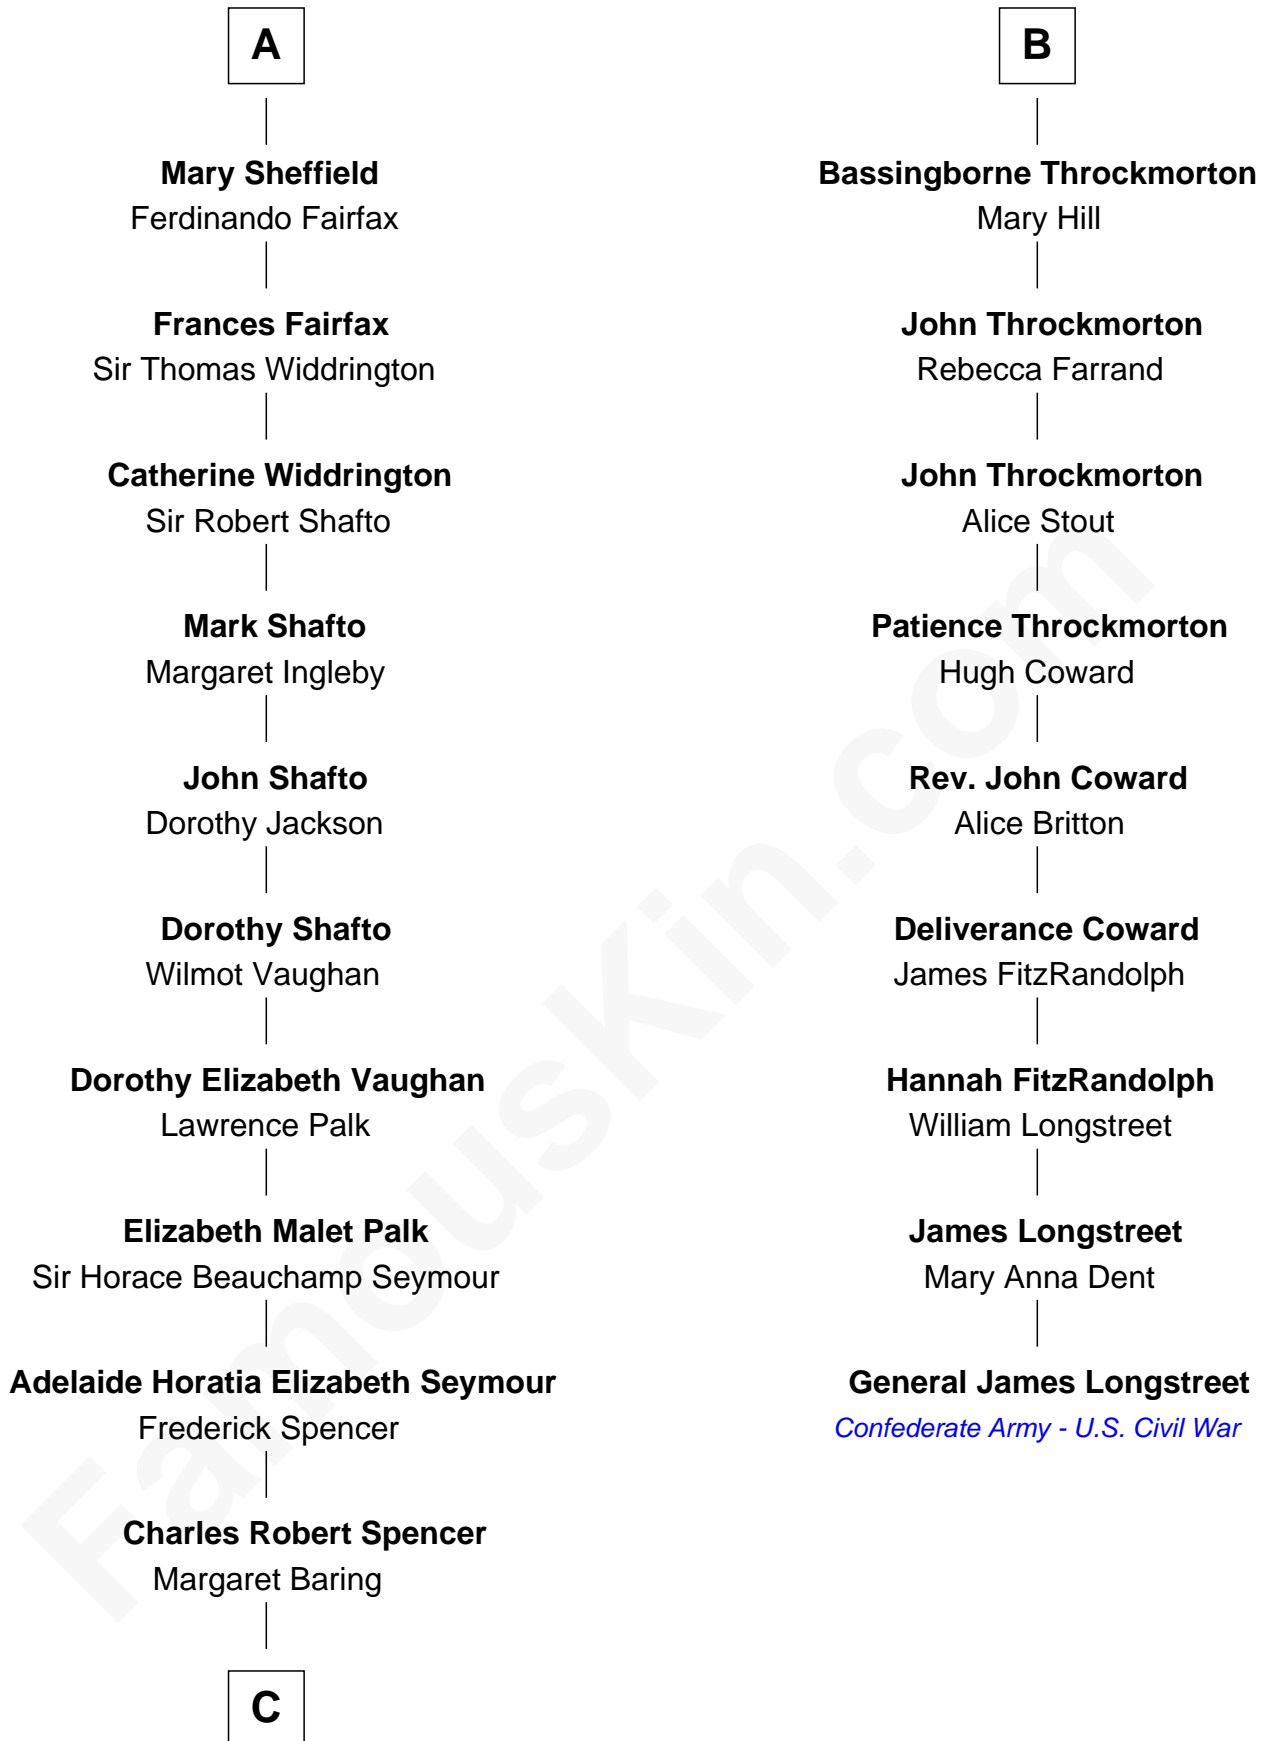 A
Mary Sheffield
Ferdinando Fairfax
Frances Fairfax
Sir Thomas Widdrington
Catherine Widdrington
Sir Robert Shafto
Mark Shafto
Margaret Ingleby
John Shafto
Dorothy Jackson
Dorothy Shafto
Wilmot Vaughan
Dorothy Elizabeth Vaughan
Lawrence Palk
Elizabeth Malet Palk
Sir Horace Beauchamp Seymour
Adelaide Horatia Elizabeth Seymour
Frederick Spencer
Charles Robert Spencer
Margaret Baring
C
B
Bassingborne Throckmorton
Mary Hill
John Throckmorton
Rebecca Farrand
John Throckmorton
Alice Stout
Patience Throckmorton
Hugh Coward
Rev. John Coward
Alice Britton
Deliverance Coward
James FitzRandolph
Hannah FitzRandolph
William Longstreet
James Longstreet
Mary Anna Dent
General James Longstreet
Confederate Army - U.S. Civil War
FamousKin.com